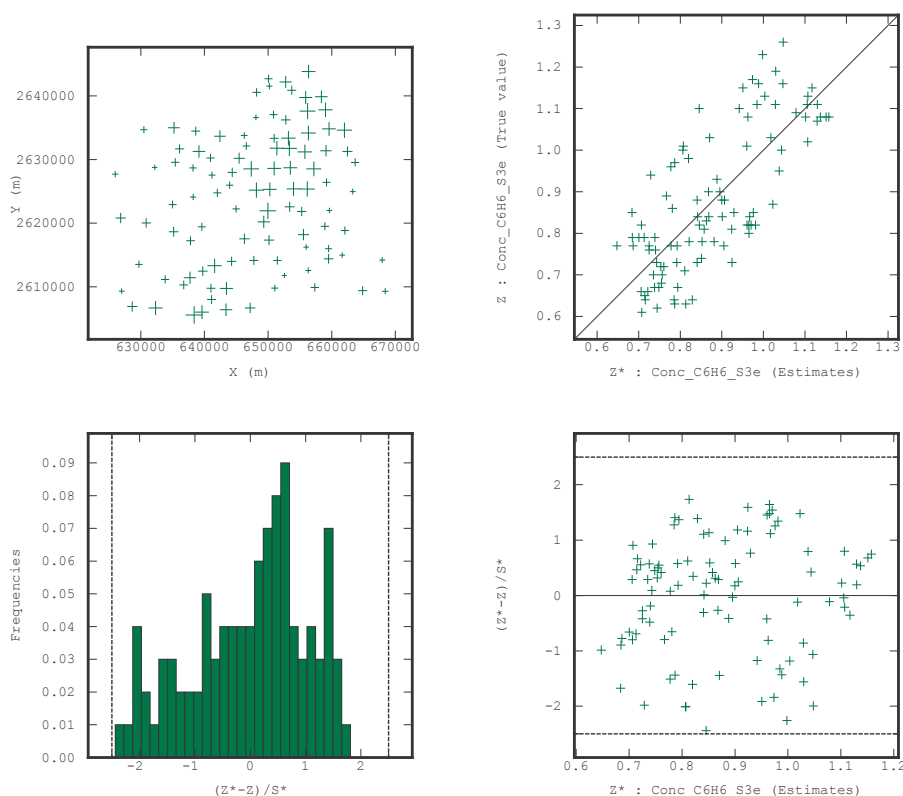 2640000
2630000
2620000
2610000
Y (m)
630000 640000 650000 660000 670000
X (m)
1.3
1.2
1.1
1.0
0.9
0.8
0.7
0.6
Z : Conc_C6H6_S3e (True value)
0.6 0.7 0.8 0.9 1.0 1.1 1.2 1.3
Z* : Conc_C6H6_S3e (Estimates)
0.09
0.08
0.07
0.06
0.05
0.04
0.03
0.02
0.01
0.00
Frequencies
-2 -1 0 1 2
(Z*-Z)/S*
2
1
0
-1
-2
(Z*-Z)/S*
0.6 0.7 0.8 0.9 1.0 1.1 1.2
Z* : Conc C6H6 S3e (Estimates)